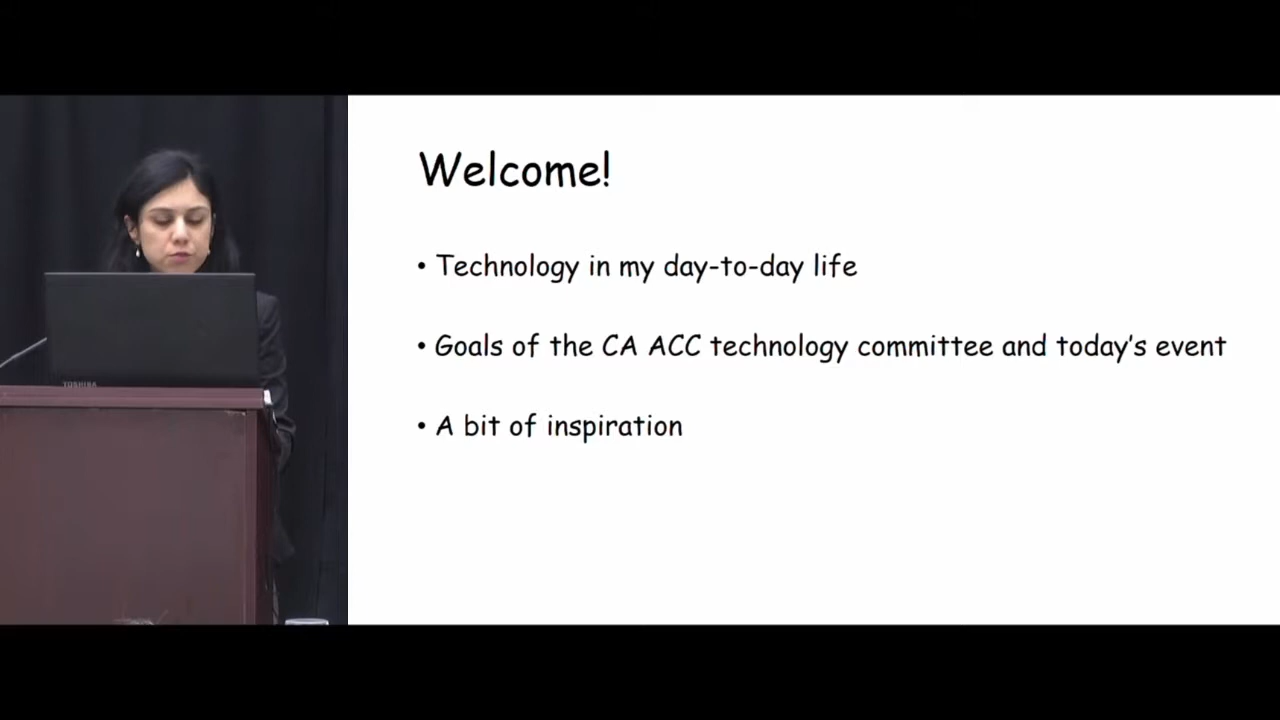 Welcome!
• Technology in my day-to-day life
• Goals of the CA ACC technology committee and today's event
• A bit of inspiration
TOSHIBA